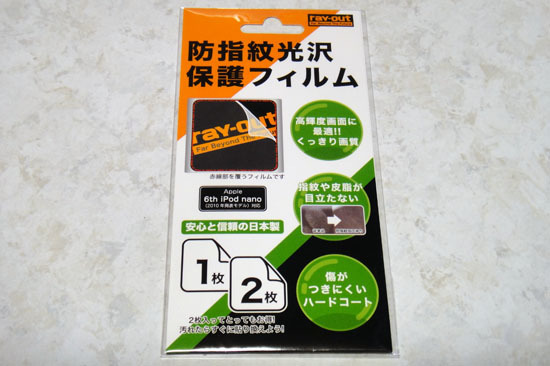 ray-out
Far Beyond The Future
防指紋光沢
保護フィルム
ray-out
Far Beyond The
赤線部を覆うフィルムです
高輝度画面に
最適!!
くっきり画質
Apple
6th iPod nano
(2010年発表モデル)対応
指紋や皮脂が
目立たない
安心と信頼の日本製
1枚
2枚
傷が
つきにくい
ハードコート
2枚入ってとってもお得!
汚れたらすぐに貼り換えよう!